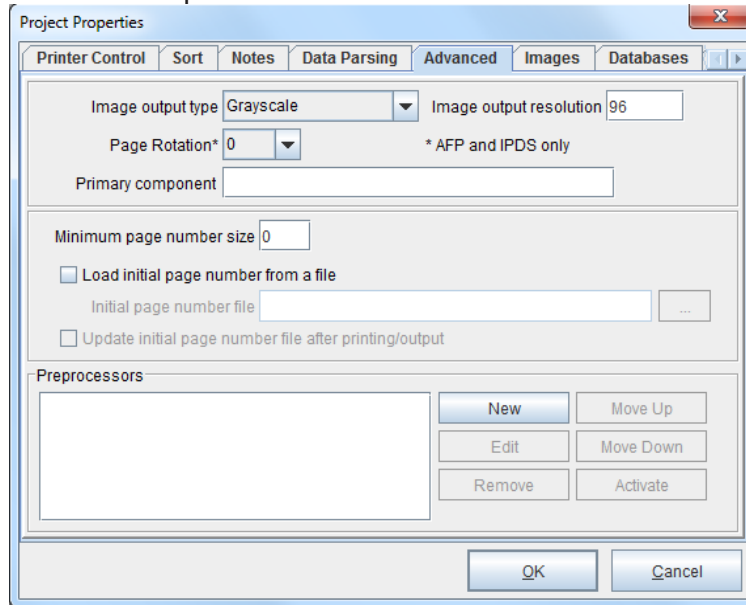 Project Properties
Printer Control Sort Notes Data Parsing Advanced Images Databases
Image output type Grayscale Image output resolution 96
Page Rotation* 0 * AFP and IPDS only
Primary component
Minimum page number size 0
Load initial page number from a file
Initial page number file ...
Update initial page number file after printing/output
Preprocessors
New Move Up
Edit Move Down
Remove Activate
OK Cancel